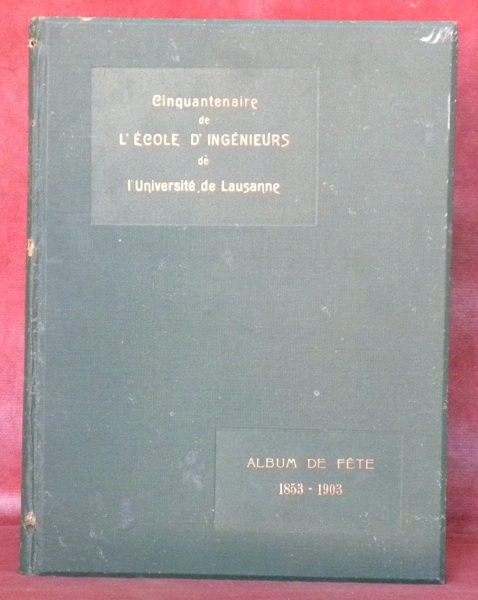 Cinquantenaire
de
L'ÉCOLE D'INGÉNIEURS
de
l'Université de Lausanne
ALBUM DE FÊTE
1853 - 1903